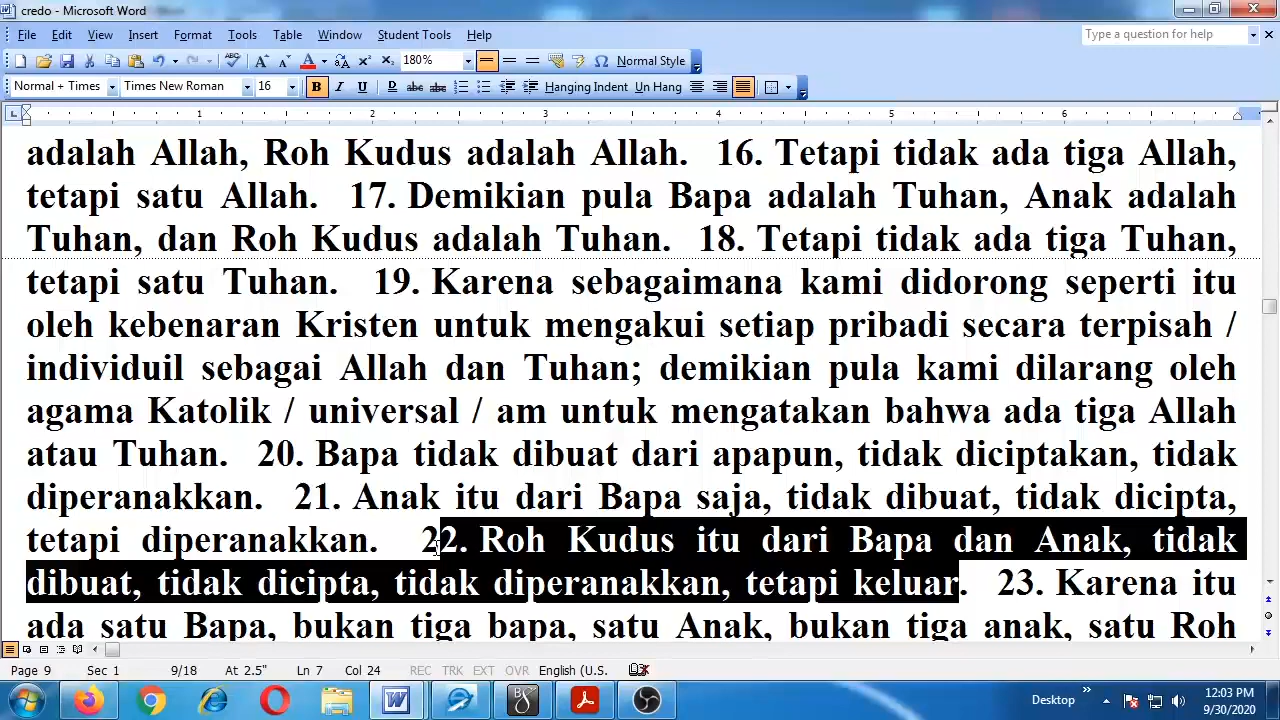 credo - Microsoft Word
File Edit View Insert Format Tools Table Window Student Tools Help Type a question for help
180% Normal Style
Normal + Times Times New Roman 16 B I U D abc abc Hanging Indent Un Hang
1 2 3 4 5 6
adalah Allah, Roh Kudus adalah Allah. 16. Tetapi tidak ada tiga Allah,
tetapi satu Allah. 17. Demikian pula Bapa adalah Tuhan, Anak adalah
Tuhan, dan Roh Kudus adalah Tuhan. 18. Tetapi tidak ada tiga Tuhan,
tetapi satu Tuhan. 19. Karena sebagaimana kami didorong seperti itu
oleh kebenaran Kristen untuk mengakui setiap pribadi secara terpisah /
individuil sebagai Allah dan Tuhan; demikian pula kami dilarang oleh
agama Katolik / universal / am untuk mengatakan bahwa ada tiga Allah
atau Tuhan. 20. Bapa tidak dibuat dari apapun, tidak diciptakan, tidak
diperanakkan. 21. Anak itu dari Bapa saja, tidak dibuat, tidak dicipta,
tetapi diperanakkan. 22. Roh Kudus itu dari Bapa dan Anak, tidak
dibuat, tidak dicipta, tidak diperanakkan, tetapi keluar. 23. Karena itu
ada satu Bapa, bukan tiga bapa, satu Anak, bukan tiga anak, satu Roh
Page 9 Sec 1 9/18 At 2.5" Ln 7 Col 24 REC TRK EXT OVR English (U.S.
Desktop » 12:03 PM
9/30/2020